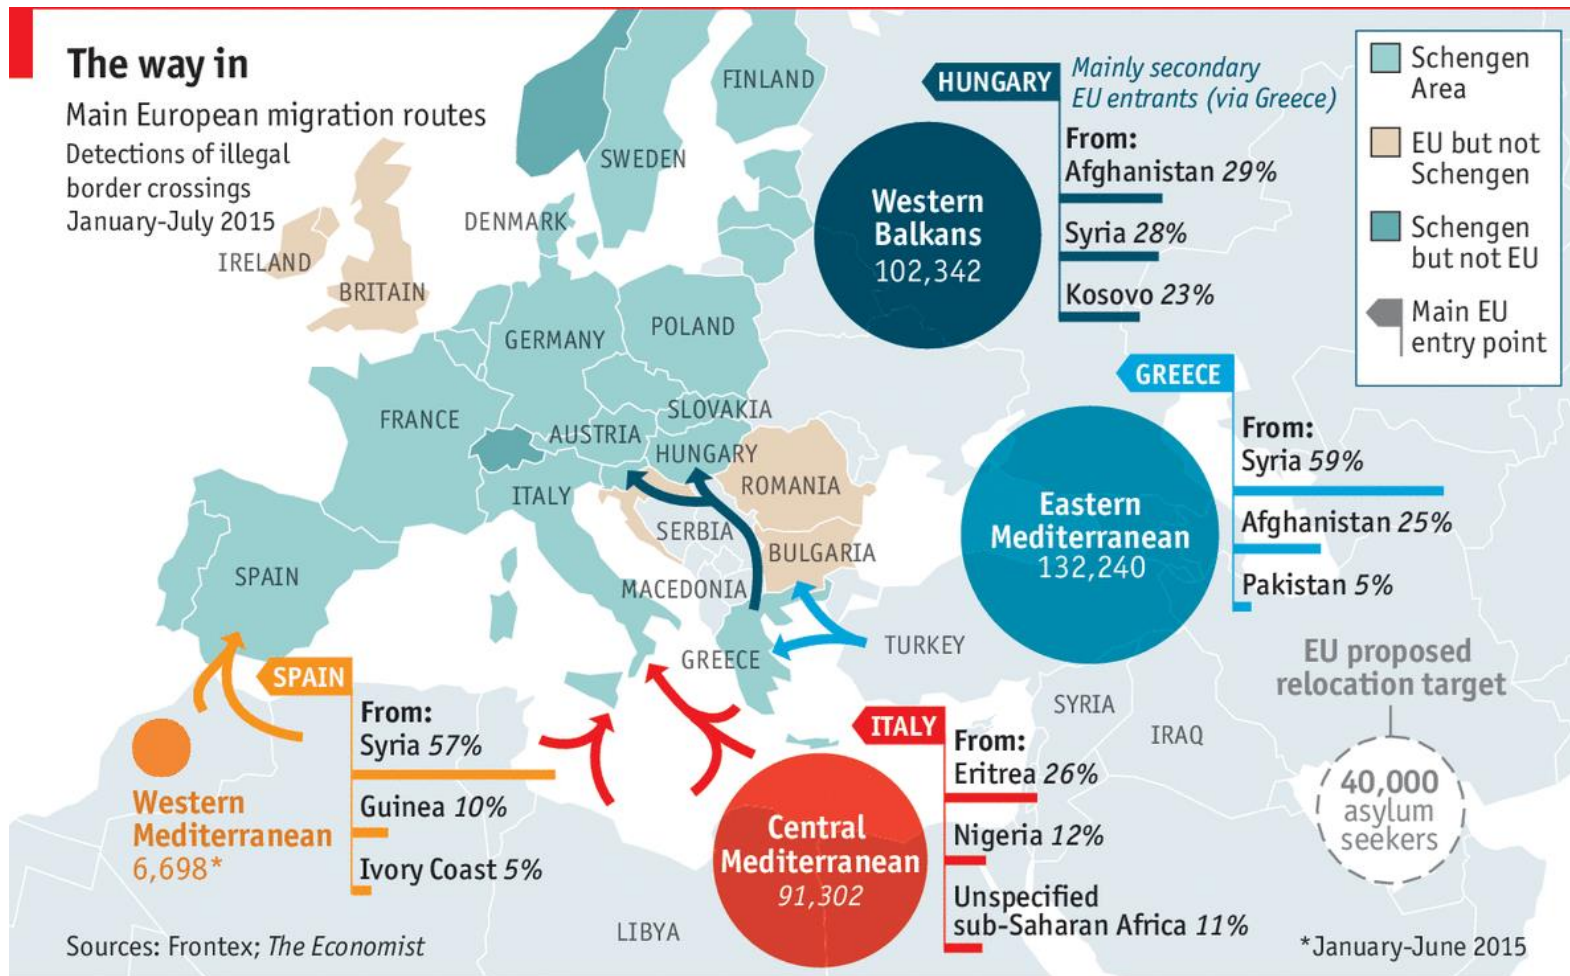 The way in
Main European migration routes
Detections of illegal
border crossings
January-July 2015
FINLAND
SWEDEN
DENMARK
IRELAND
BRITAIN
GERMANY
POLAND
FRANCE
SLOVAKIA
AUSTRIA
HUNGARY
ITALY
ROMANIA
SERBIA
BULGARIA
SPAIN
MACEDONIA
GREECE
TURKEY
SYRIA
IRAQ
LIBYA
HUNGARY
Mainly secondary
EU entrants (via Greece)
Western
Balkans
102,342
From:
Afghanistan 29%
Syria 28%
Kosovo 23%
Schengen
Area
EU but not
Schengen
Schengen
but not EU
Main EU
entry point
GREECE
Eastern
Mediterranean
132,240
From:
Syria 59%
Afghanistan 25%
Pakistan 5%
SPAIN
Western
Mediterranean
6,698*
From:
Syria 57%
Guinea 10%
Ivory Coast 5%
ITALY
Central
Mediterranean
91,302
From:
Eritrea 26%
Nigeria 12%
Unspecified
sub-Saharan Africa 11%
EU proposed
relocation target
40,000
asylum
seekers
Sources: Frontex; The Economist
*January-June 2015